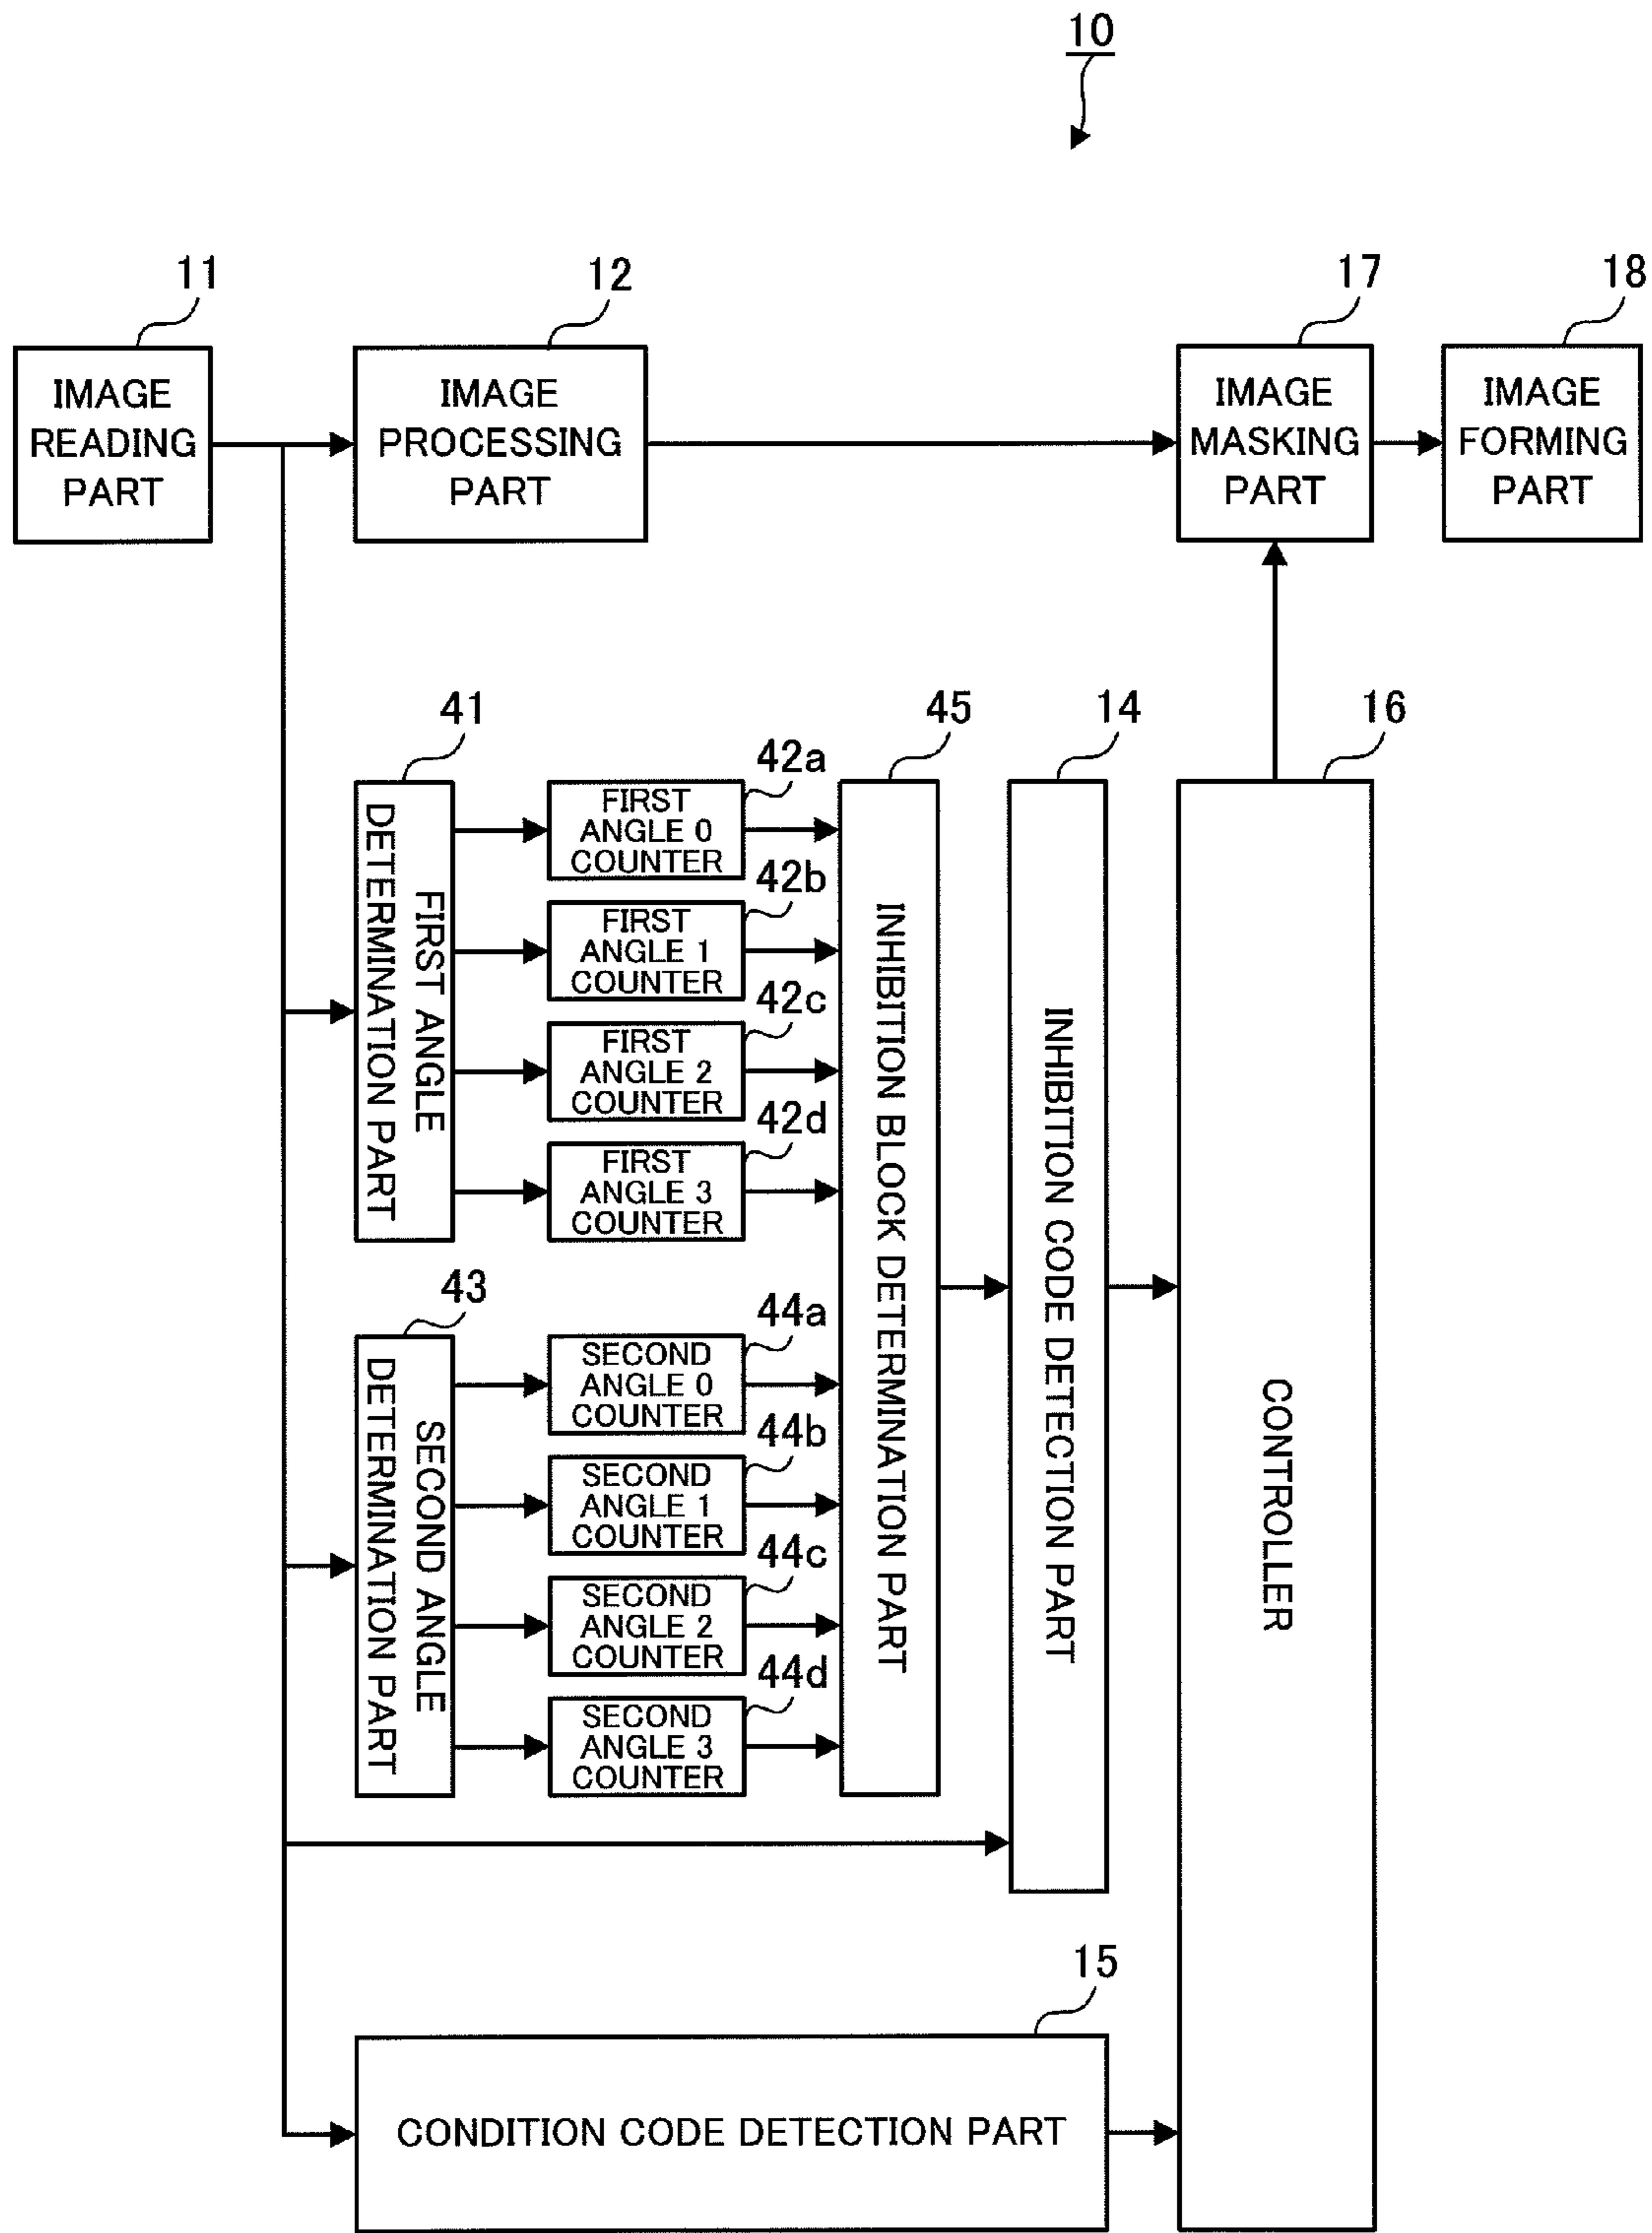 10
11
IMAGE
READING
PART
12
IMAGE
PROCESSING
PART
17
IMAGE
MASKING
PART
18
IMAGE
FORMING
PART
41
FIRST ANGLE
DETERMINATION PART
42a
FIRST
ANGLE 0
COUNTER
42b
FIRST
ANGLE 1
COUNTER
42c
FIRST
ANGLE 2
COUNTER
42d
FIRST
ANGLE 3
COUNTER
43
SECOND ANGLE
DETERMINATION PART
44a
SECOND
ANGLE 0
COUNTER
44b
SECOND
ANGLE 1
COUNTER
44c
SECOND
ANGLE 2
COUNTER
44d
SECOND
ANGLE 3
COUNTER
45
INHIBITION BLOCK DETERMINATION PART
14
INHIBITION CODE DETECTION PART
16
CONTROLLER
15
CONDITION CODE DETECTION PART